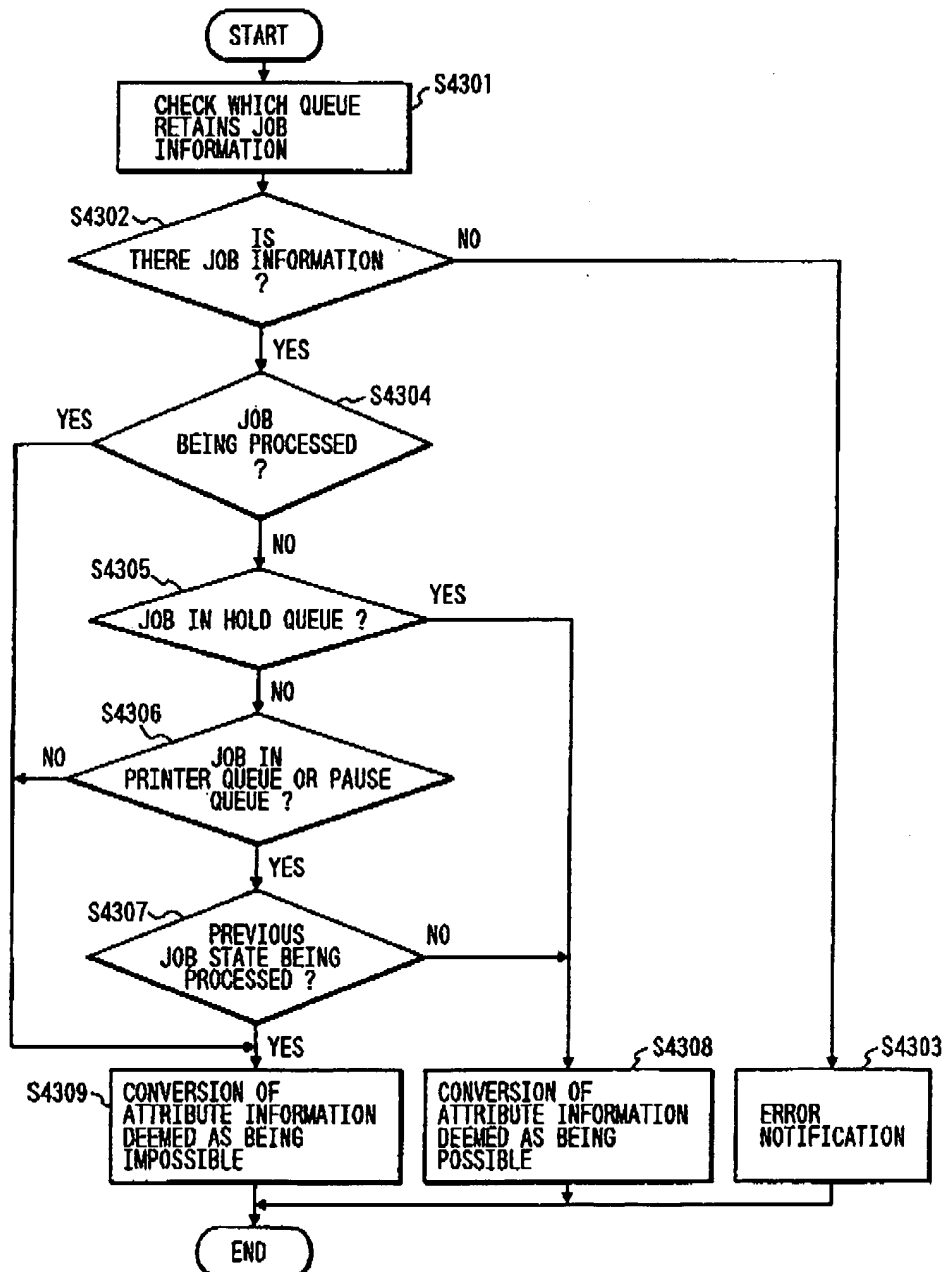 START
S4301
CHECK WHICH QUEUE
RETAINS JOB
INFORMATION
S4302
IS
THERE JOB INFORMATION
?
NO
YES
S4304
JOB
BEING PROCESSED
?
YES
NO
S4305
JOB IN HOLD QUEUE ?
YES
NO
S4306
JOB IN
PRINTER QUEUE OR PAUSE
QUEUE ?
NO
YES
S4307
PREVIOUS
JOB STATE BEING
PROCESSED ?
NO
YES
S4309
CONVERSION OF
ATTRIBUTE INFORMATION
DEEMED AS BEING
IMPOSSIBLE
S4308
CONVERSION OF
ATTRIBUTE INFORMATION
DEEMED AS BEING
POSSIBLE
S4303
ERROR
NOTIFICATION
END